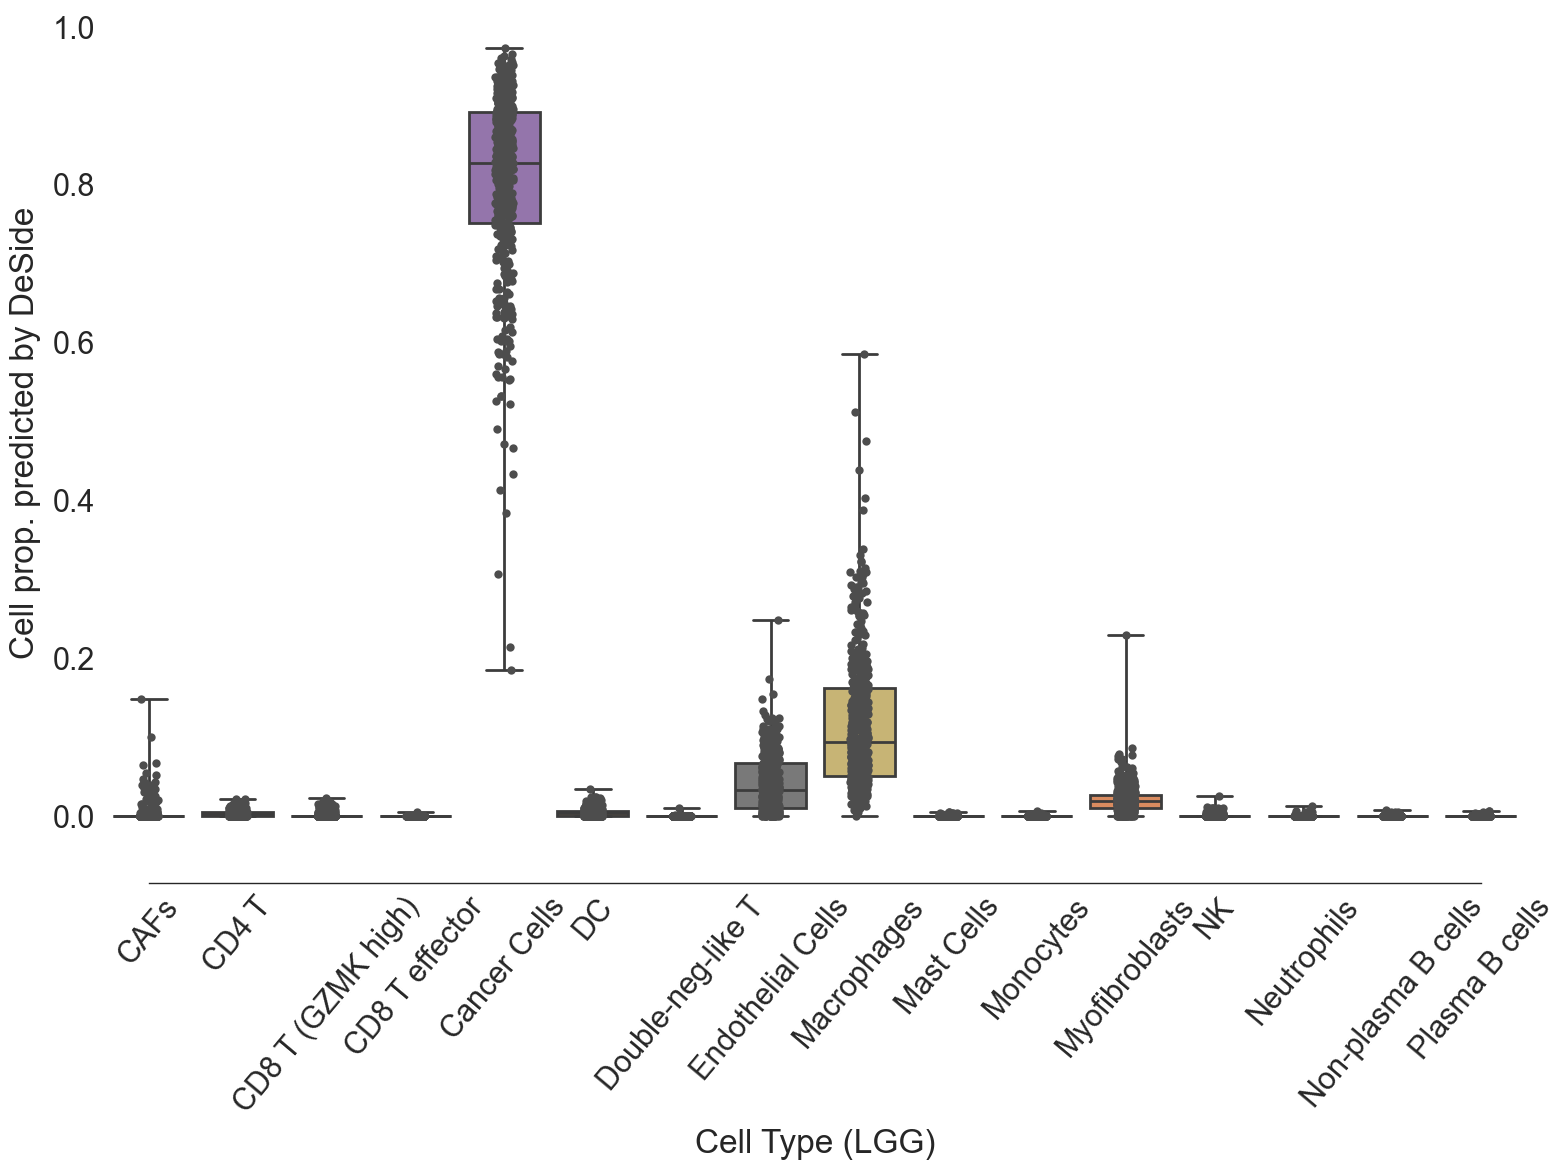 Cell prop. predicted by DeSide
1.0
0.8
0.6
0.4
0.2
0.0
CAFs
CD4 T
CD8 T (GZMK high)
CD8 T effector
Cancer Cells
DC
Double-neg-like T
Endothelial Cells
Macrophages
Mast Cells
Monocytes
Myofibroblasts
NK
Neutrophils
Non-plasma B cells
Plasma B cells
Cell Type (LGG)